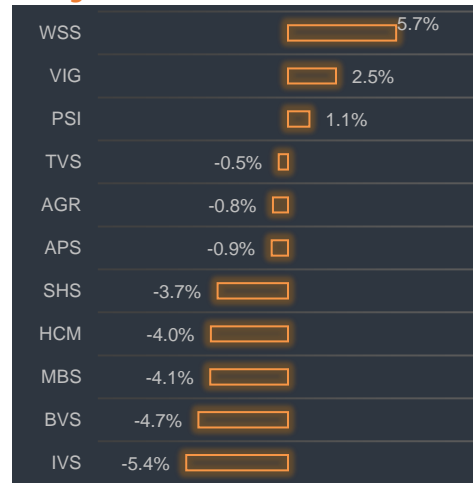 WSS 5.7%
VIG 2.5%
PSI 1.1%
TVS -0.5%
AGR -0.8%
APS -0.9%
SHS -3.7%
HCM -4.0%
MBS -4.1%
BVS -4.7%
IVS -5.4%